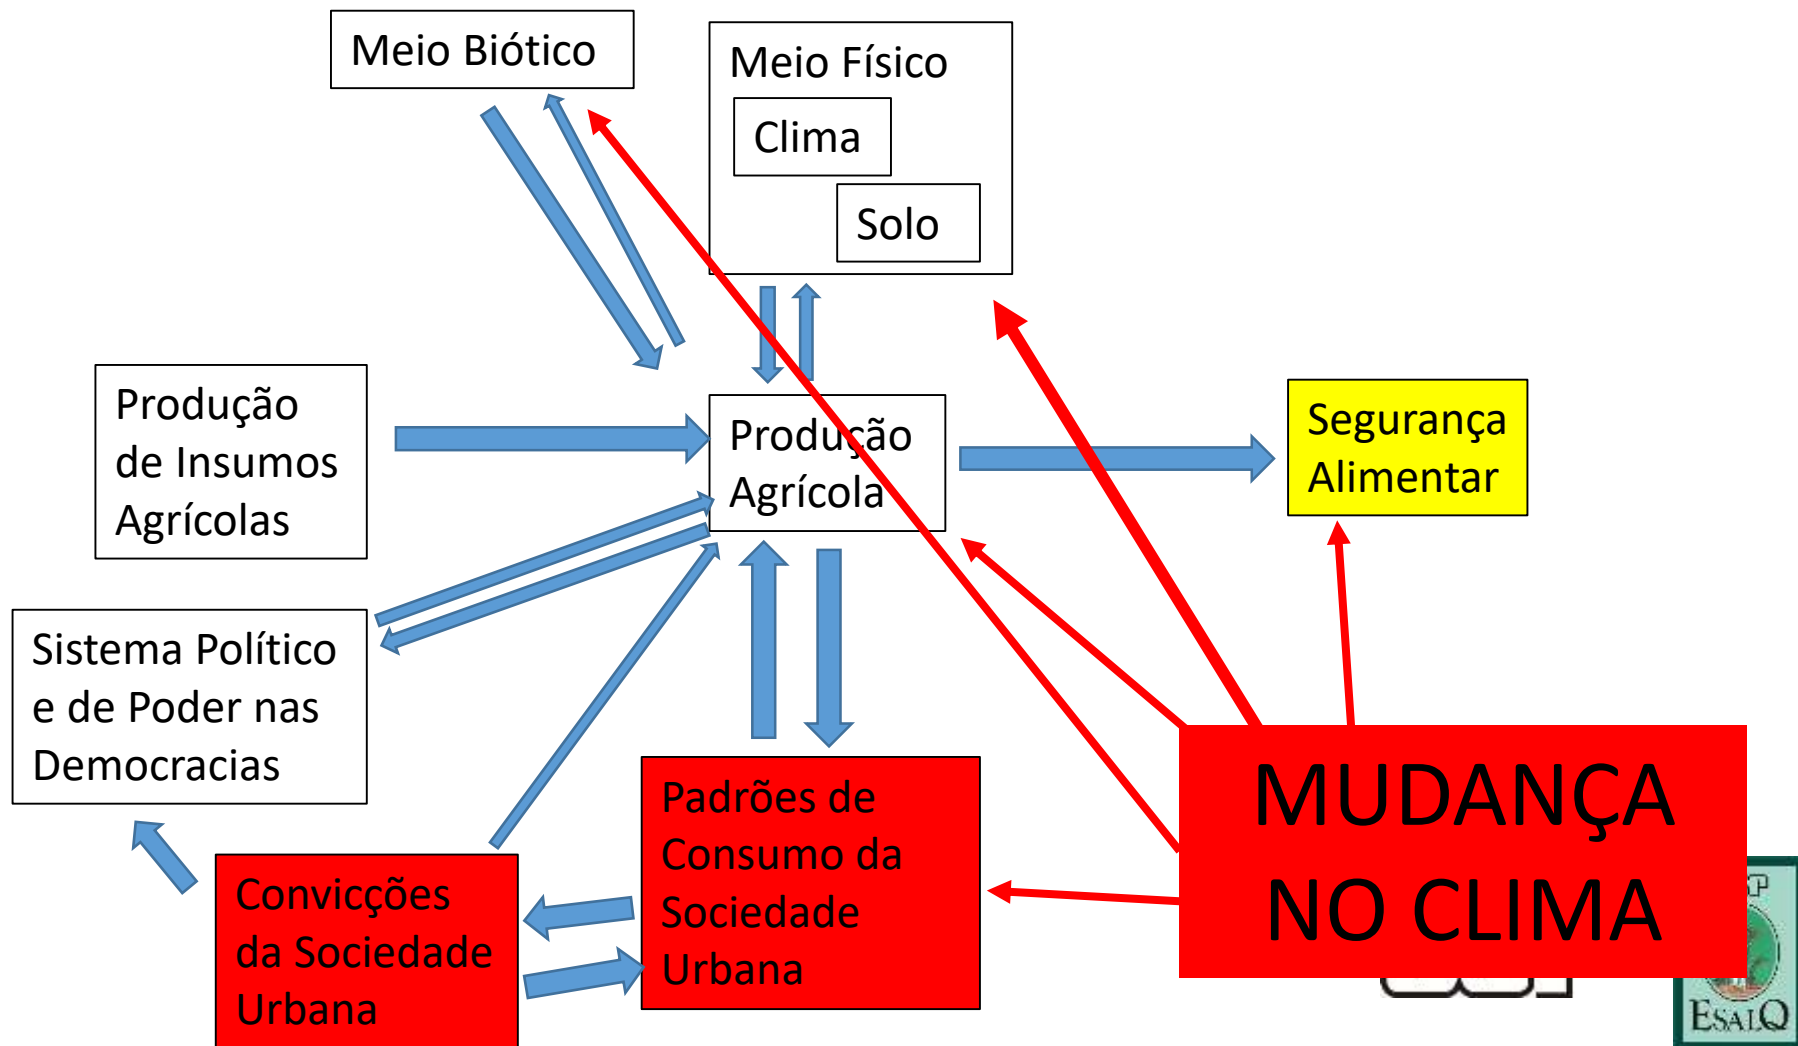 Meio Biótico
Meio Físico
Clima
Solo
Produção
de Insumos
Agrícolas
Produção
Agrícola
Segurança
Alimentar
Sistema Político
e de Poder nas
Democracias
Convicções
da Sociedade
Urbana
Padrões de
Consumo da
Sociedade
Urbana
MUDANÇA
NO CLIMA
ESALQ